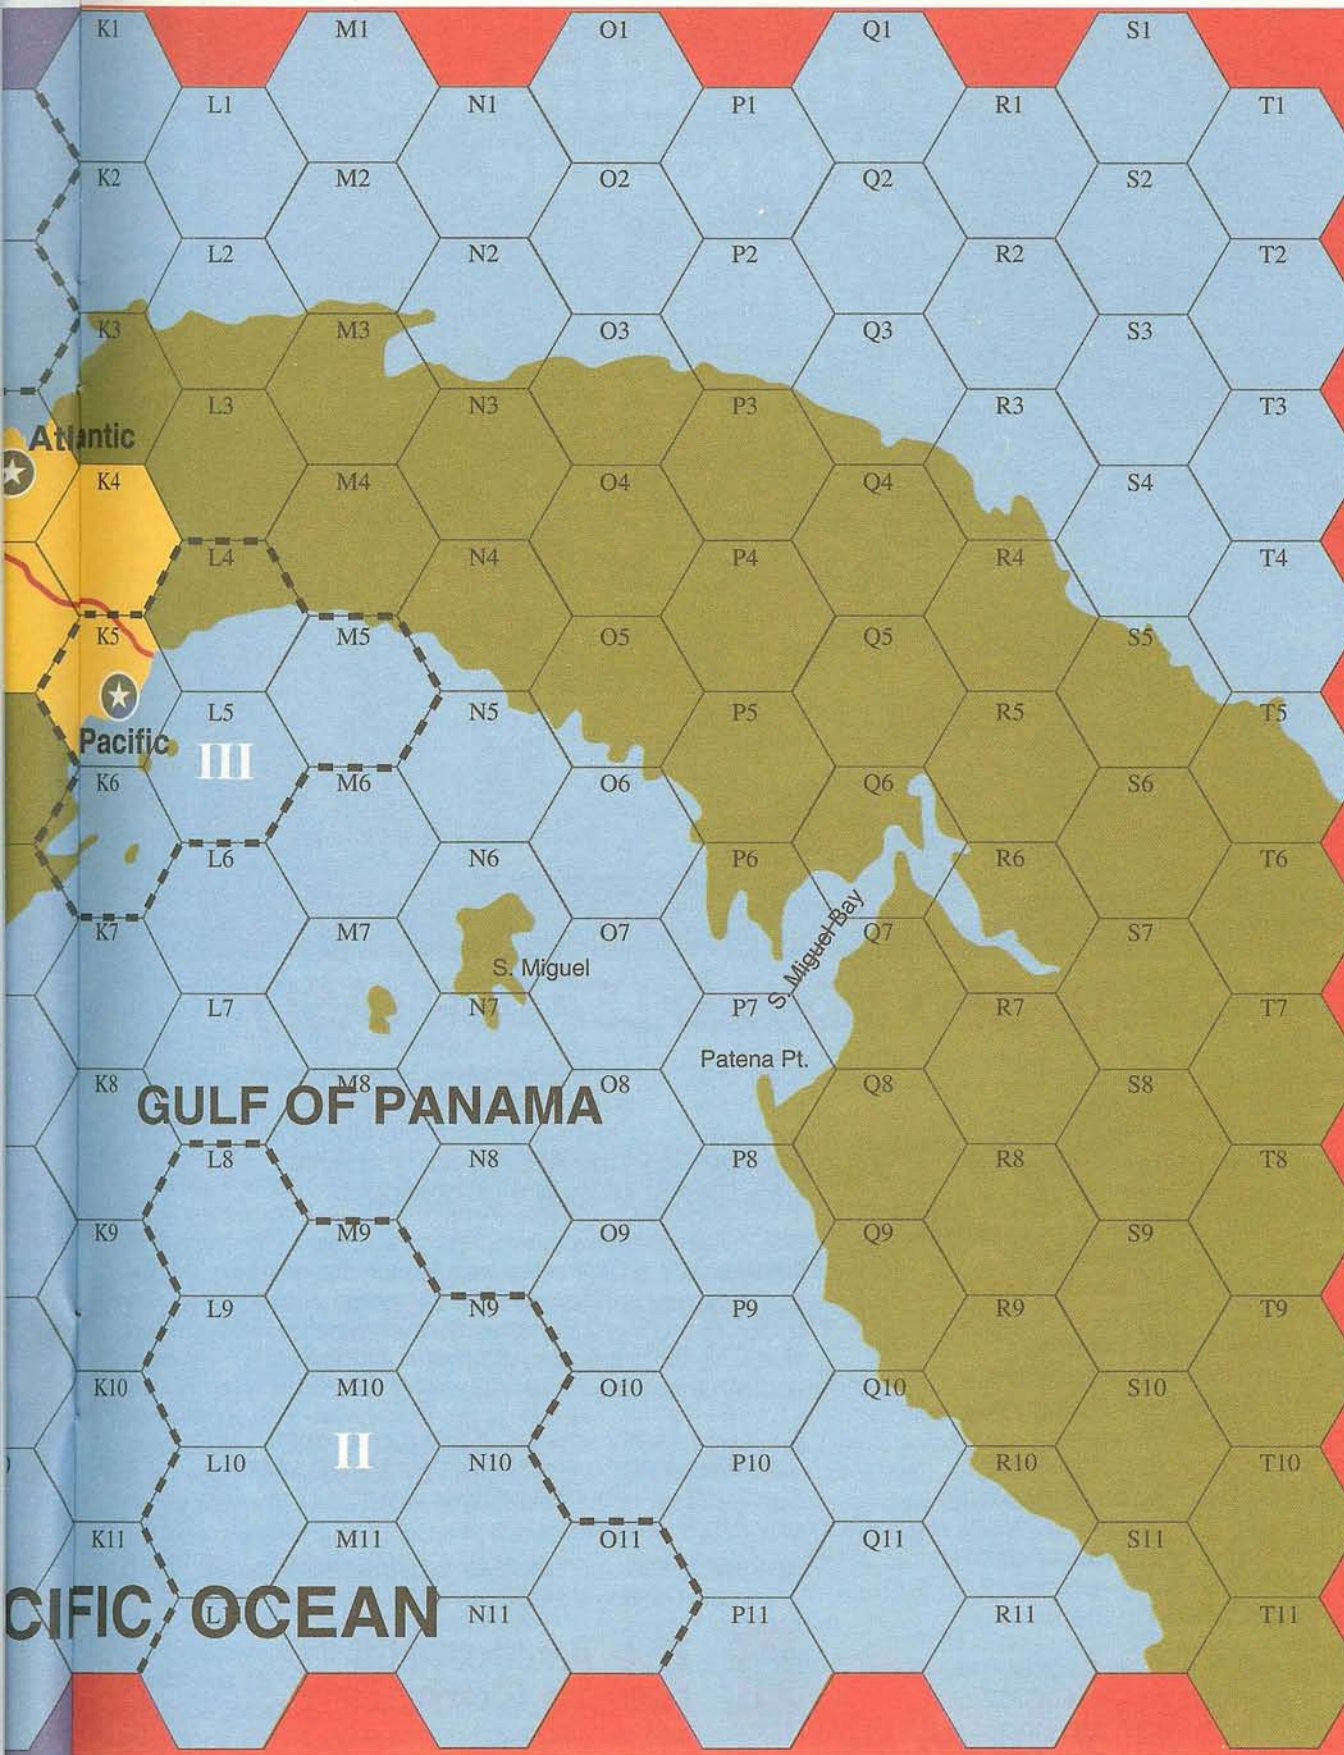 K1 M1 O1 Q1 S1
L1 N1 P1 R1 T1
K2 M2 O2 Q2 S2
L2 N2 P2 R2 T2
K3 M3 O3 Q3 S3
L3 N3 P3 R3 T3
Atlantic
K4 M4 O4 Q4 S4
L4 N4 P4 R4 T4
K5 M5 O5 Q5 S5
L5 N5 P5 R5 T5
Pacific
III
K6 M6 O6 Q6 S6
L6 N6 P6 R6 T6
K7 M7 O7 Q7 S7
S. Miguel
S. Miguel Bay
L7 N7 P7 R7 T7
Patena Pt.
K8 M8 O8 Q8 S8
GULF OF PANAMA
L8 N8 P8 R8 T8
K9 M9 O9 Q9 S9
L9 N9 P9 R9 T9
K10 M10 O10 Q10 S10
II
L10 N10 P10 R10 T10
K11 M11 O11 Q11 S11
CIFIC OCEAN
N11 P11 R11 T11